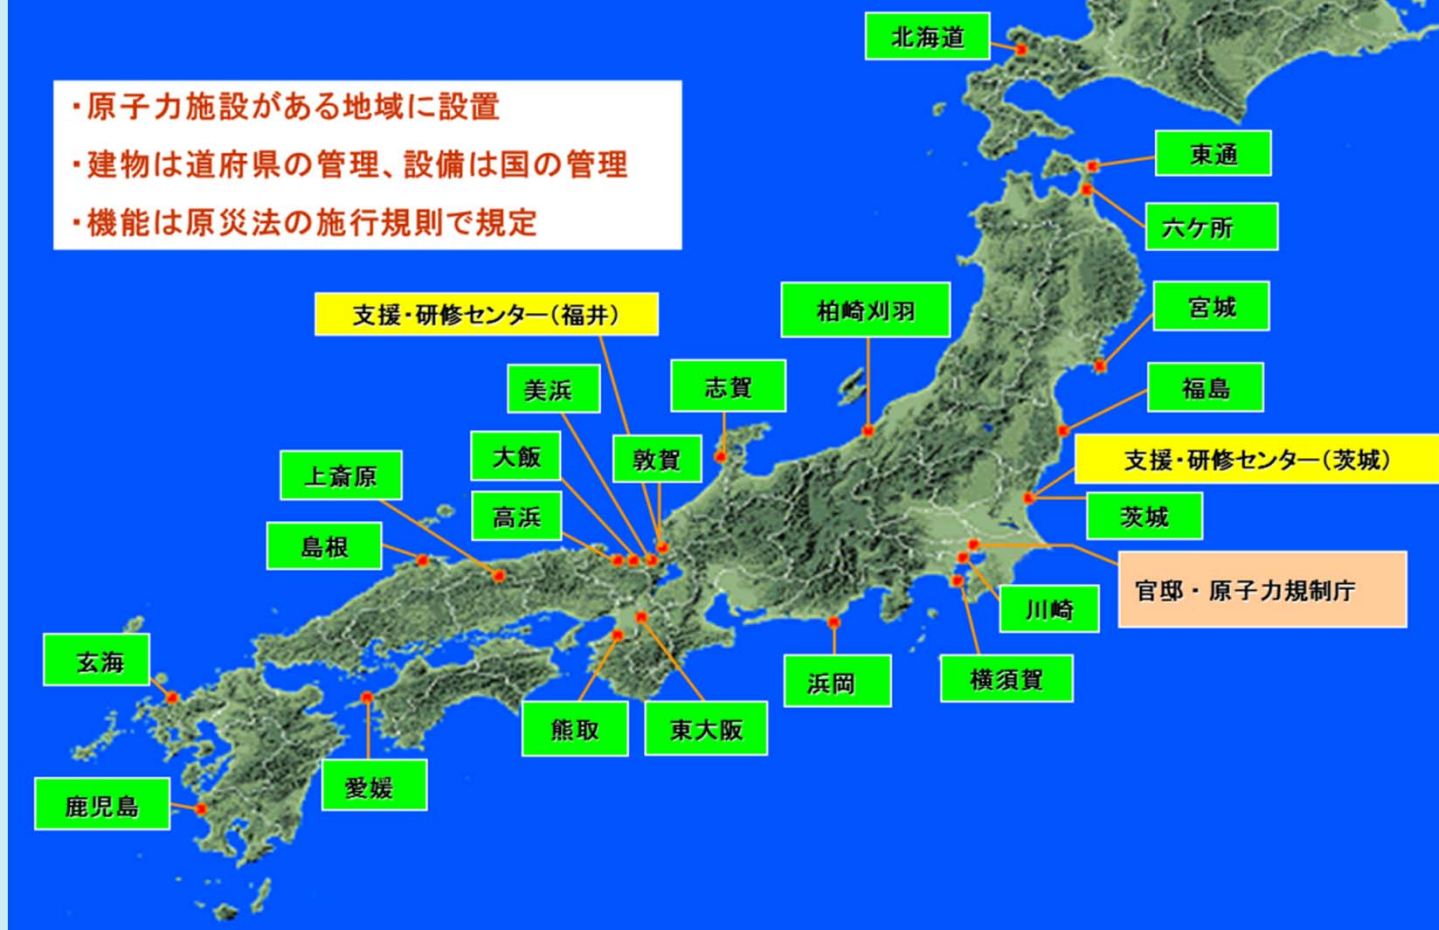 ・原子力施設がある地域に設置
・建物は道府県の管理、設備は国の管理
・機能は原災法の施行規則で規定
北海道
東通
六ケ所
宮城
柏崎刈羽
支援・研修センター(福井)
福島
美浜
志賀
大飯
敦賀
支援・研修センター(茨城)
上斎原
高浜
茨城
島根
官邸・原子力規制庁
川崎
玄海
浜岡
横須賀
熊取
東大阪
愛媛
鹿児島